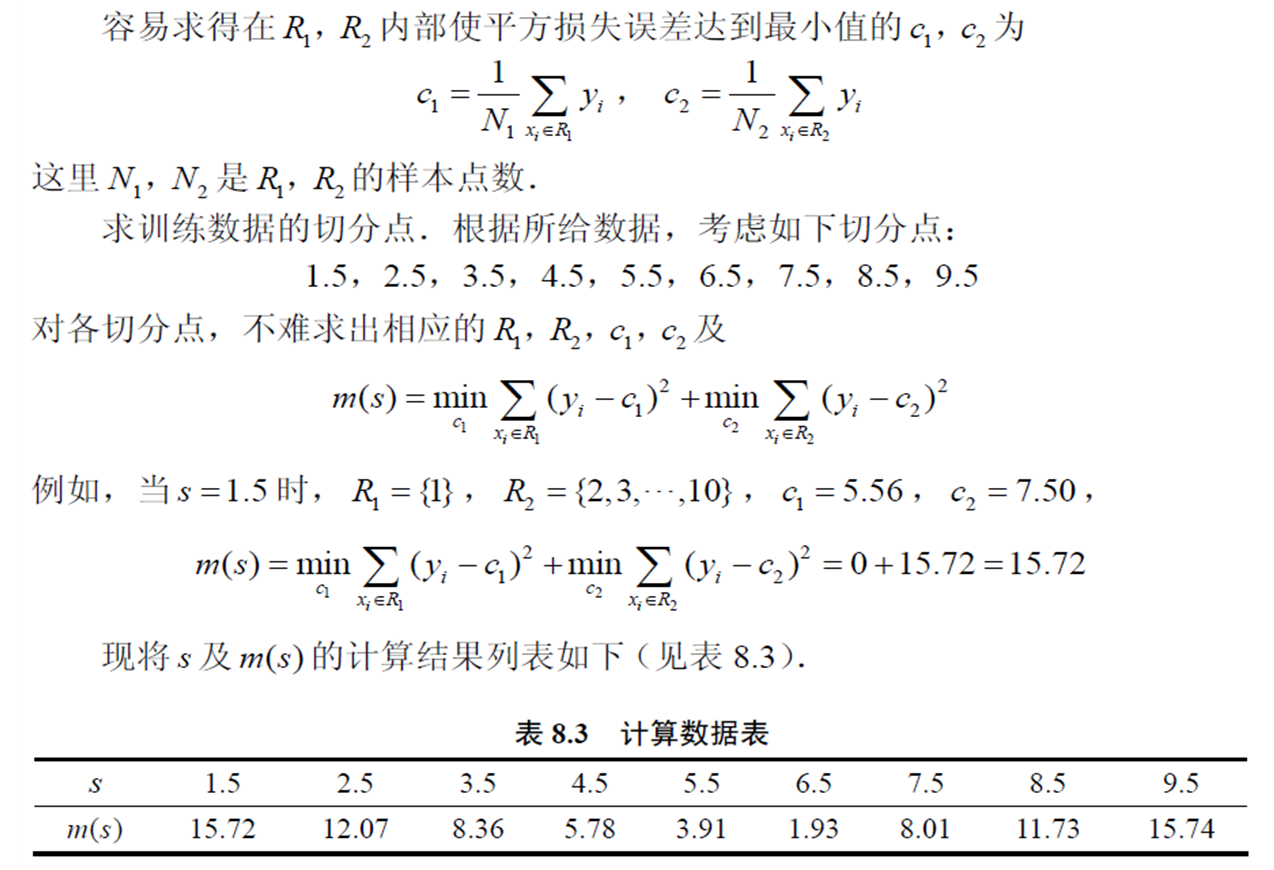 容易求得在 R₁，R₂ 内部使平方损失误差达到最小值的 c₁，c₂ 为
c₁ = \frac{1}{N₁} \sum_{xᵢ∈R₁} yᵢ ， c₂ = \frac{1}{N₂} \sum_{xᵢ∈R₂} yᵢ
这里 N₁，N₂ 是 R₁，R₂ 的样本点数．
求训练数据的切分点．根据所给数据，考虑如下切分点：
1.5，2.5，3.5，4.5，5.5，6.5，7.5，8.5，9.5
对各切分点，不难求出相应的 R₁，R₂，c₁，c₂ 及
m(s) = \min_{c₁} \sum_{xᵢ∈R₁} (yᵢ − c₁)² + \min_{c₂} \sum_{xᵢ∈R₂} (yᵢ − c₂)²
例如，当 s = 1.5 时， R₁ = {1} ， R₂ = {2,3,⋯,10} ， c₁ = 5.56 ， c₂ = 7.50 ，
m(s) = \min_{c₁} \sum_{xᵢ∈R₁} (yᵢ − c₁)² + \min_{c₂} \sum_{xᵢ∈R₂} (yᵢ − c₂)² = 0 + 15.72 = 15.72
现将 s 及 m(s) 的计算结果列表如下（见表 8.3）．
表 8.3 计算数据表
s 1.5 2.5 3.5 4.5 5.5 6.5 7.5 8.5 9.5
m(s) 15.72 12.07 8.36 5.78 3.91 1.93 8.01 11.73 15.74